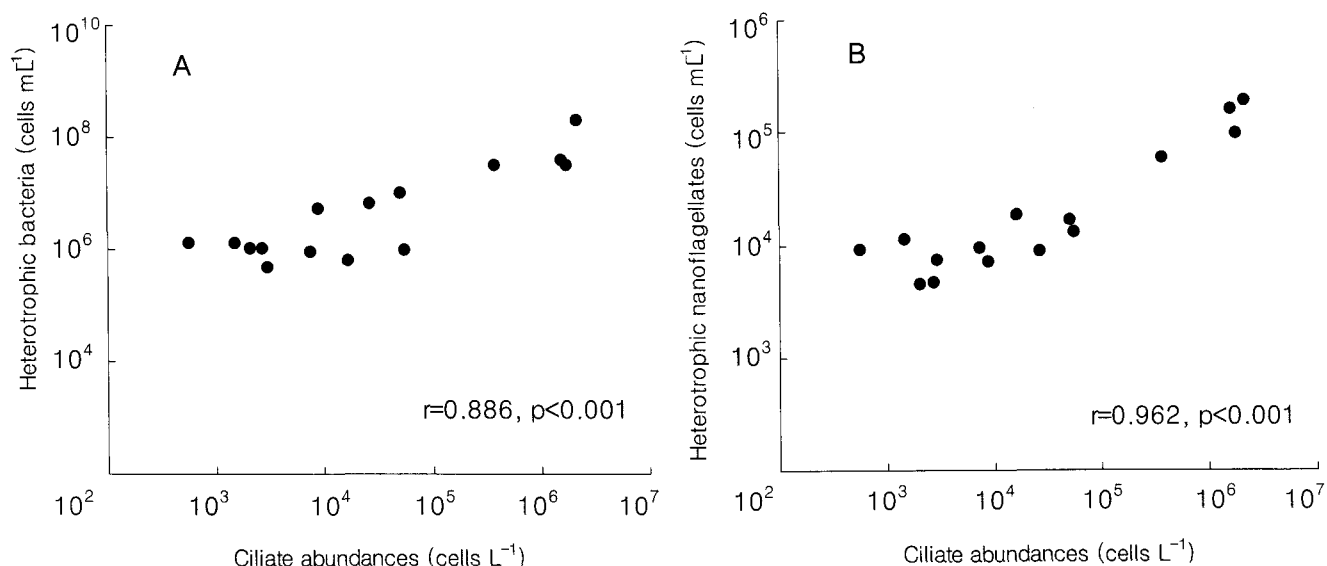 A
Heterotrophic bacteria (cells mL⁻¹)
10¹⁰
10⁸
10⁶
10⁴
10² 10³ 10⁴ 10⁵ 10⁶ 10⁷
r=0.886, p<0.001
Ciliate abundances (cells L⁻¹)
B
Heterotrophic nanoflagellates (cells mL⁻¹)
10⁶
10⁵
10⁴
10³
10² 10³ 10⁴ 10⁵ 10⁶ 10⁷
r=0.962, p<0.001
Ciliate abundances (cells L⁻¹)